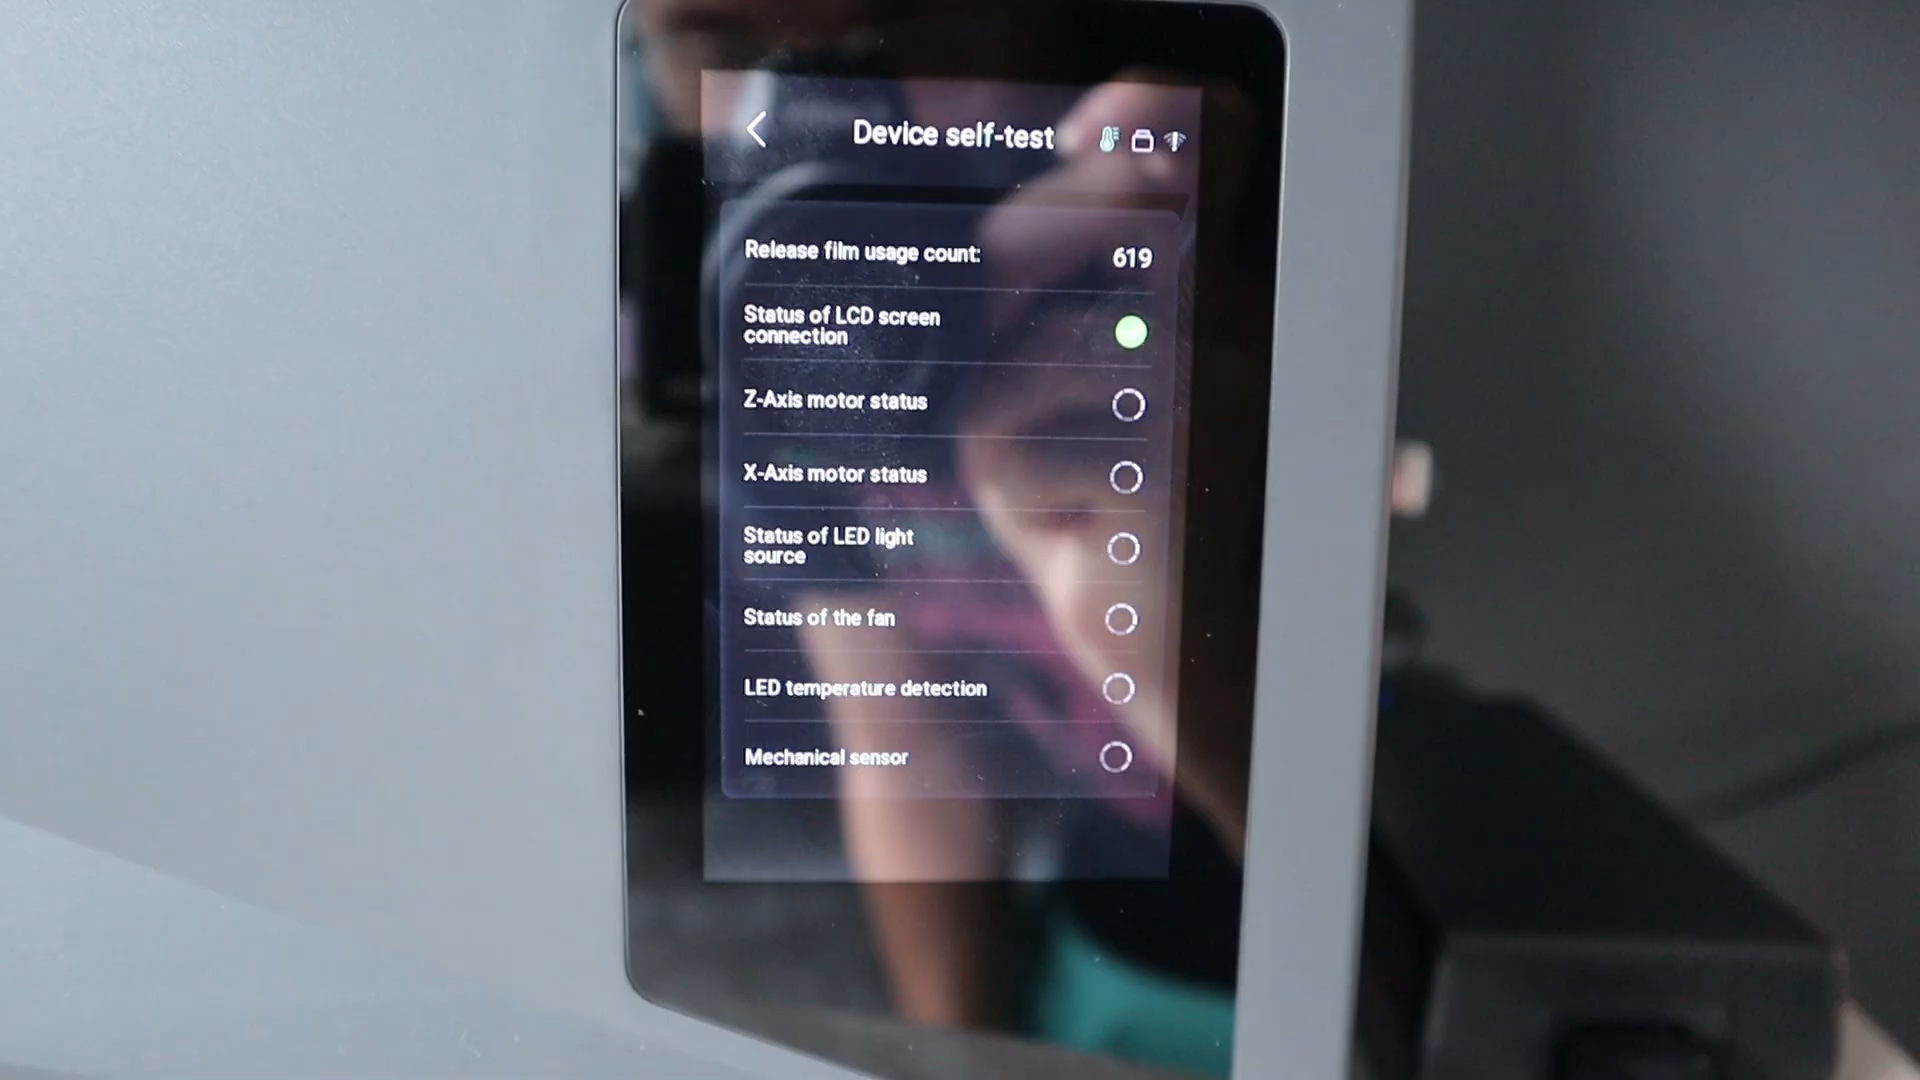 Device self-test
Release film usage count: 619
Status of LCD screen
connection
Z-Axis motor status
X-Axis motor status
Status of LED light
source
Status of the fan
LED temperature detection
Mechanical sensor